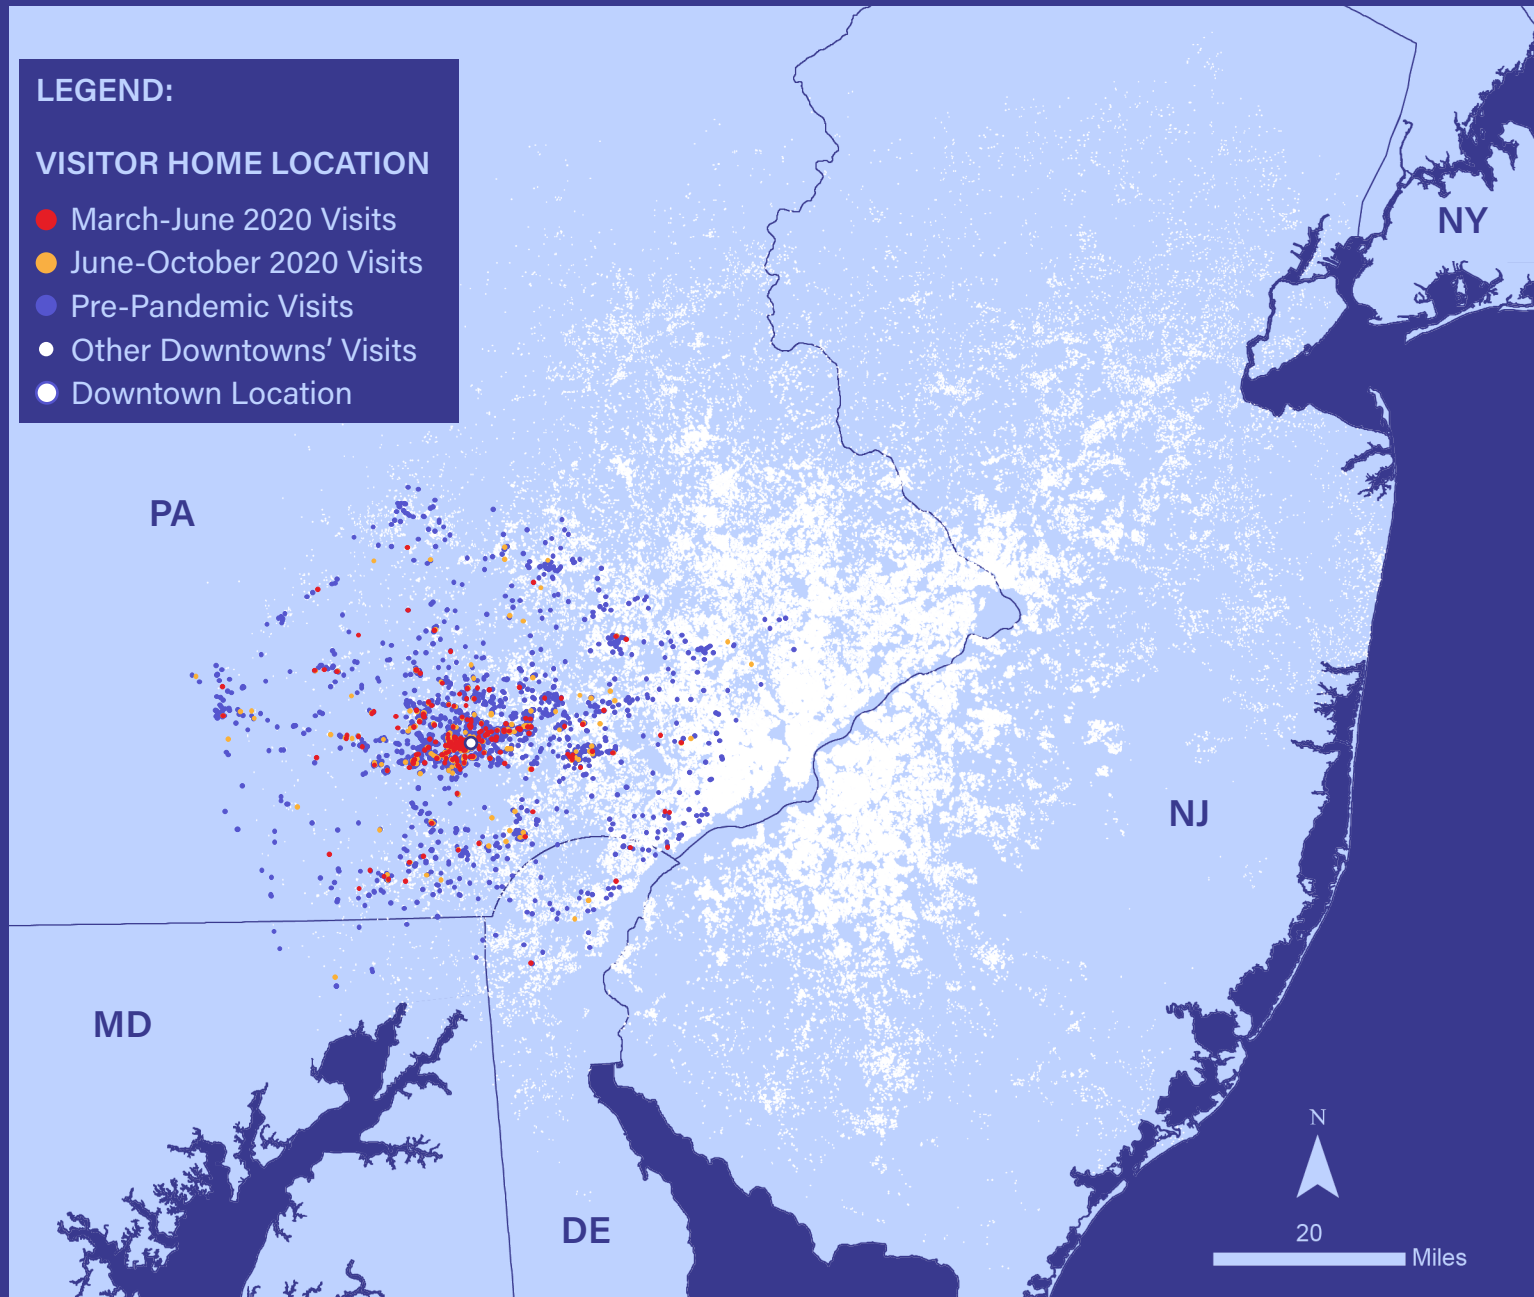 LEGEND:
VISITOR HOME LOCATION
March-June 2020 Visits
June-October 2020 Visits
Pre-Pandemic Visits
Other Downtowns’ Visits
Downtown Location
NY
PA
NJ
MD
DE
N
20
Miles